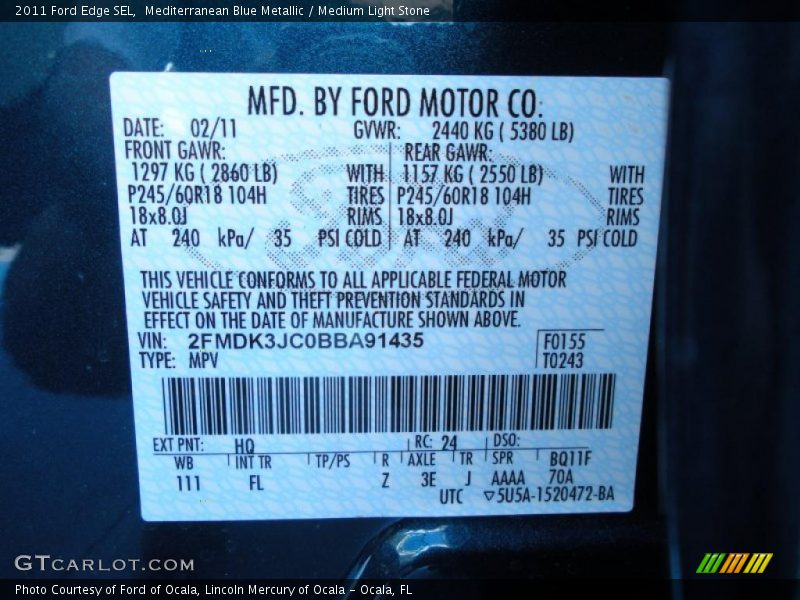 2011 Ford Edge SEL,  Mediterranean Blue Metallic / Medium Light Stone
MFD. BY FORD MOTOR CO.
DATE: 02/11 GVWR: 2440 KG ( 5380 LB)
FRONT GAWR: REAR GAWR:
1297 KG ( 2860 LB) WITH 1157 KG ( 2550 LB) WITH
P245/60R18 104H TIRES P245/60R18 104H TIRES
18x8.0J RIMS 18x8.0J RIMS
AT 240 kPa/ 35 PSI COLD AT 240 kPa/ 35 PSI COLD
THIS VEHICLE CONFORMS TO ALL APPLICABLE FEDERAL MOTOR
VEHICLE SAFETY AND THEFT PREVENTION STANDARDS IN
EFFECT ON THE DATE OF MANUFACTURE SHOWN ABOVE.
VIN: 2FMDK3JC0BBA91435 F0155
TYPE: MPV T0243
EXT PNT: HQ RC: 24 DSO:
WB INT TR TP/PS R AXLE TR SPR BQ11F
111 FL Z 3E J AAAA 70A
UTC ▽5U5A-1520472-BA
GTCARLOT.COM
Photo Courtesy of Ford of Ocala, Lincoln Mercury of Ocala - Ocala, FL